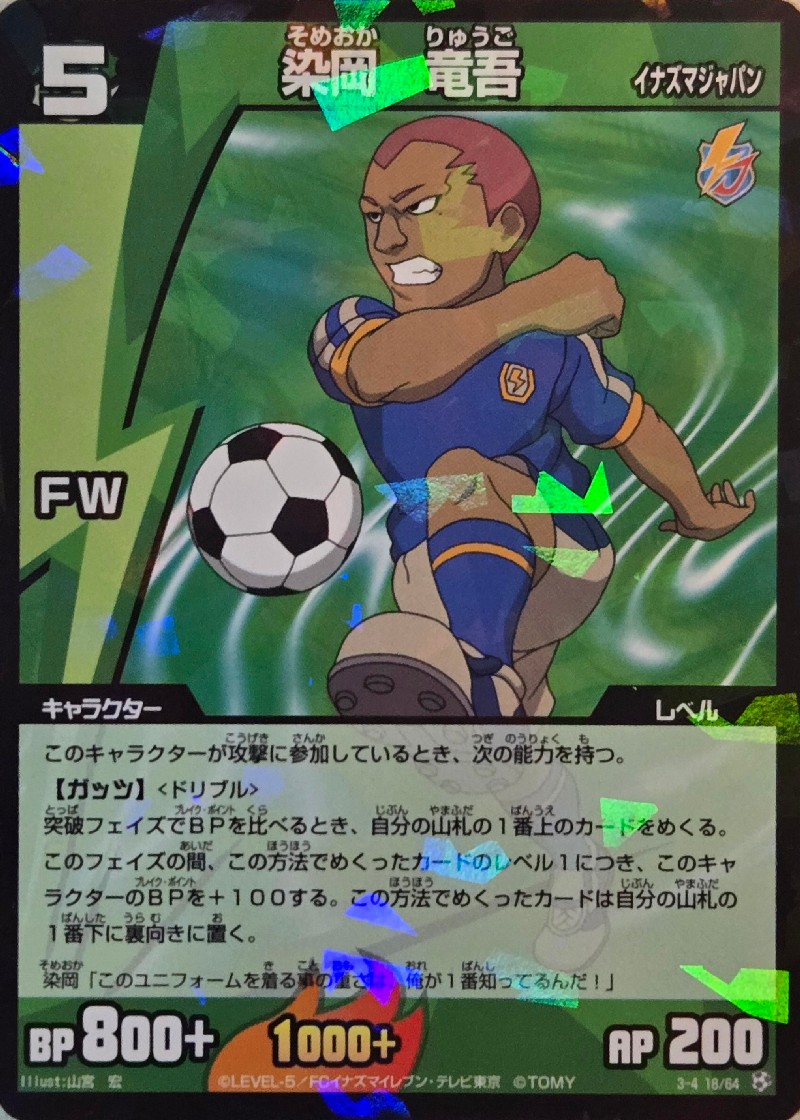 5
そめおか りゅうご
染岡 竜吾
イナズマジャパン
FW
キャラクター
レベル
このキャラクターが攻撃に参加しているとき、次の能力を持つ。
【ガッツ】<ドリブル>
突破フェイズでBPを比べるとき、自分の山札の1番上のカードをめくる。
このフェイズの間、この方法でめくったカードのレベル1につき、このキャ
ラクターのBPを+100する。この方法でめくったカードは自分の山札の
1番下に裏向きに置く。
染岡「このユニフォームを着る事の重さは、俺が1番知ってるんだ!」
BP 800+ 1000+ AP 200
Illust:山宮 宏 ©LEVEL-5/FCイナズマイレブン・テレビ東京 ©TOMY 3-4 18/64